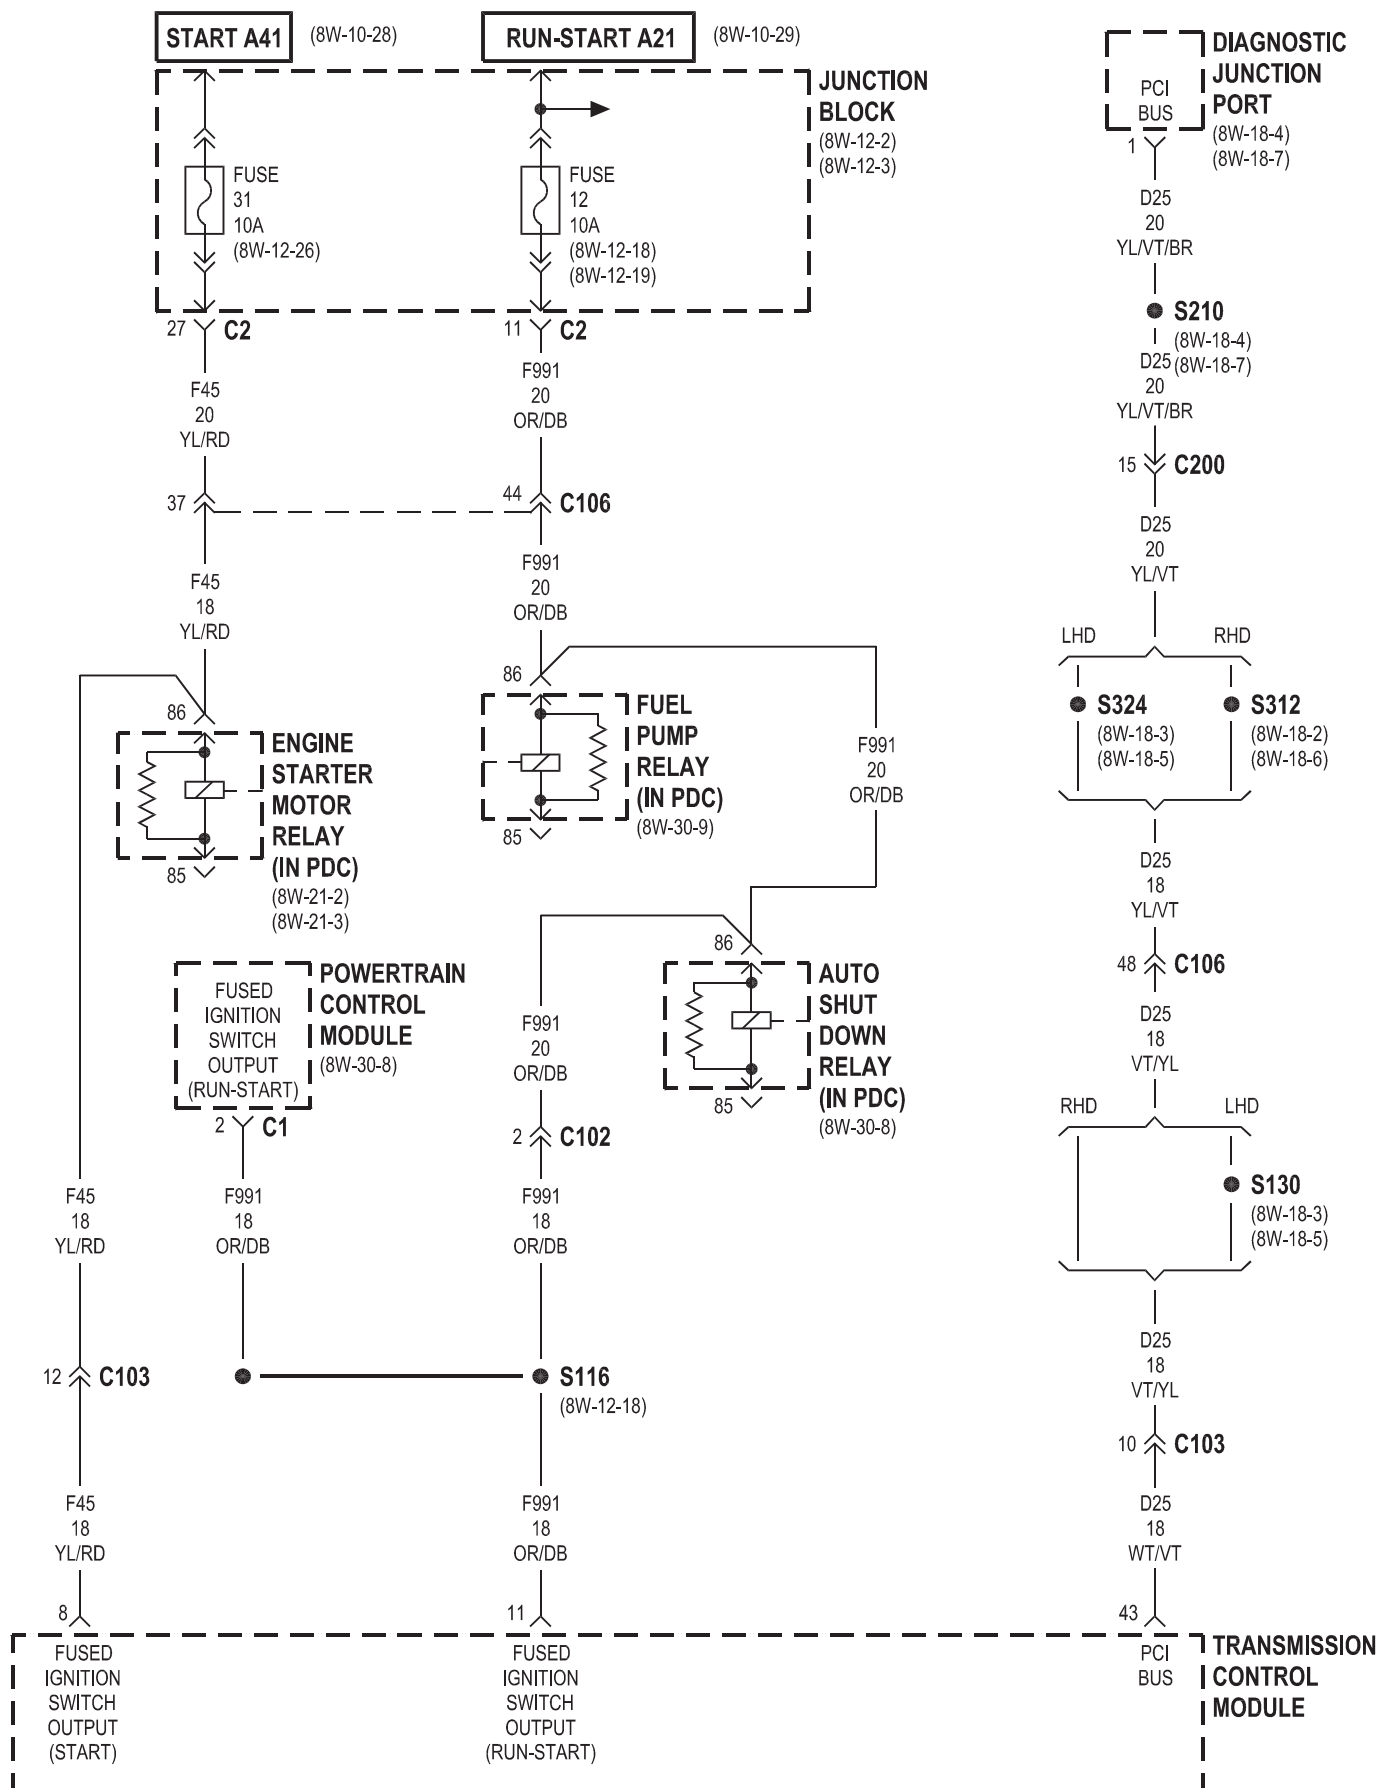 START A41
(8W-10-28)
RUN-START A21
(8W-10-29)
JUNCTION
BLOCK
(8W-12-2)
(8W-12-3)
FUSE
31
10A
(8W-12-26)
FUSE
12
10A
(8W-12-18)
(8W-12-19)
27
C2
11
C2
F45
20
YL/RD
F991
20
OR/DB
37
44
C106
F45
18
YL/RD
F991
20
OR/DB
86
ENGINE
STARTER
MOTOR
RELAY
(IN PDC)
(8W-21-2)
(8W-21-3)
85
86
FUEL
PUMP
RELAY
(IN PDC)
(8W-30-9)
85
F991
20
OR/DB
86
AUTO
SHUT
DOWN
RELAY
(IN PDC)
(8W-30-8)
85
FUSED
IGNITION
SWITCH
OUTPUT
(RUN-START)
POWERTRAIN
CONTROL
MODULE
(8W-30-8)
2
C1
F991
20
OR/DB
2
C102
F45
18
YL/RD
F991
18
OR/DB
F991
18
OR/DB
12
C103
S116
(8W-12-18)
F45
18
YL/RD
F991
18
OR/DB
8
11
FUSED
IGNITION
SWITCH
OUTPUT
(START)
FUSED
IGNITION
SWITCH
OUTPUT
(RUN-START)
PCI
BUS
DIAGNOSTIC
JUNCTION
PORT
(8W-18-4)
(8W-18-7)
1
D25
20
YL/VT/BR
S210
(8W-18-4)
(8W-18-7)
D25
20
YL/VT/BR
15
C200
D25
20
YL/VT
LHD
RHD
S324
(8W-18-3)
(8W-18-5)
S312
(8W-18-2)
(8W-18-6)
D25
18
YL/VT
48
C106
D25
18
VT/YL
RHD
LHD
S130
(8W-18-3)
(8W-18-5)
D25
18
VT/YL
10
C103
D25
18
WT/VT
43
PCI
BUS
TRANSMISSION
CONTROL
MODULE